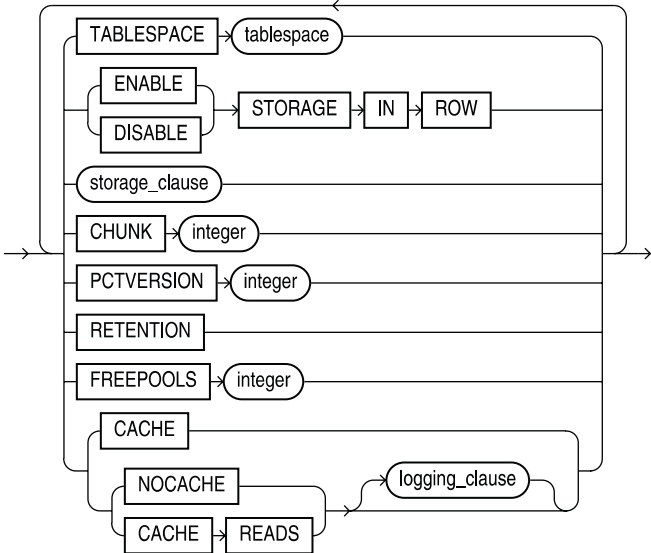 TABLESPACE tablespace
ENABLE
DISABLE
STORAGE IN ROW
storage_clause
CHUNK integer
PCTVERSION integer
RETENTION
FREEPOOLS integer
CACHE
NOCACHE
CACHE READS
logging_clause